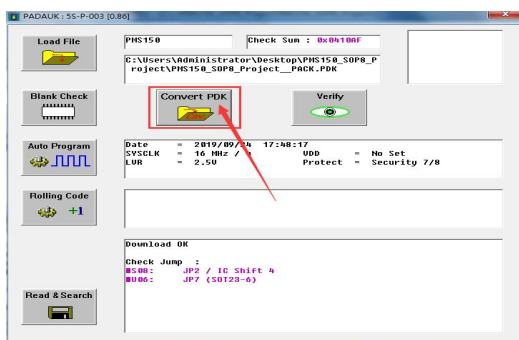 PADAUK : 5S-P-003 [0.86]
Load File
PMS150
Check Sum : 0x0410AF
C:\Users\Administrator\Desktop\PMS150_SOP8_P
roject\PMS150_SOP8_Project__PACK.PDK
Blank Check
Convert PDK
Verify
Auto Program
Date = 2019/09/24 17:48:17
SYSCLK = 16 MHz / VDD = No Set
LVR = 2.5V Protect = Security 7/8
Rolling Code
+1
Download OK
Check Jump :
S08: JP2 / IC Shift 4
U06: JP7 (SOT23-6)
Read & Search